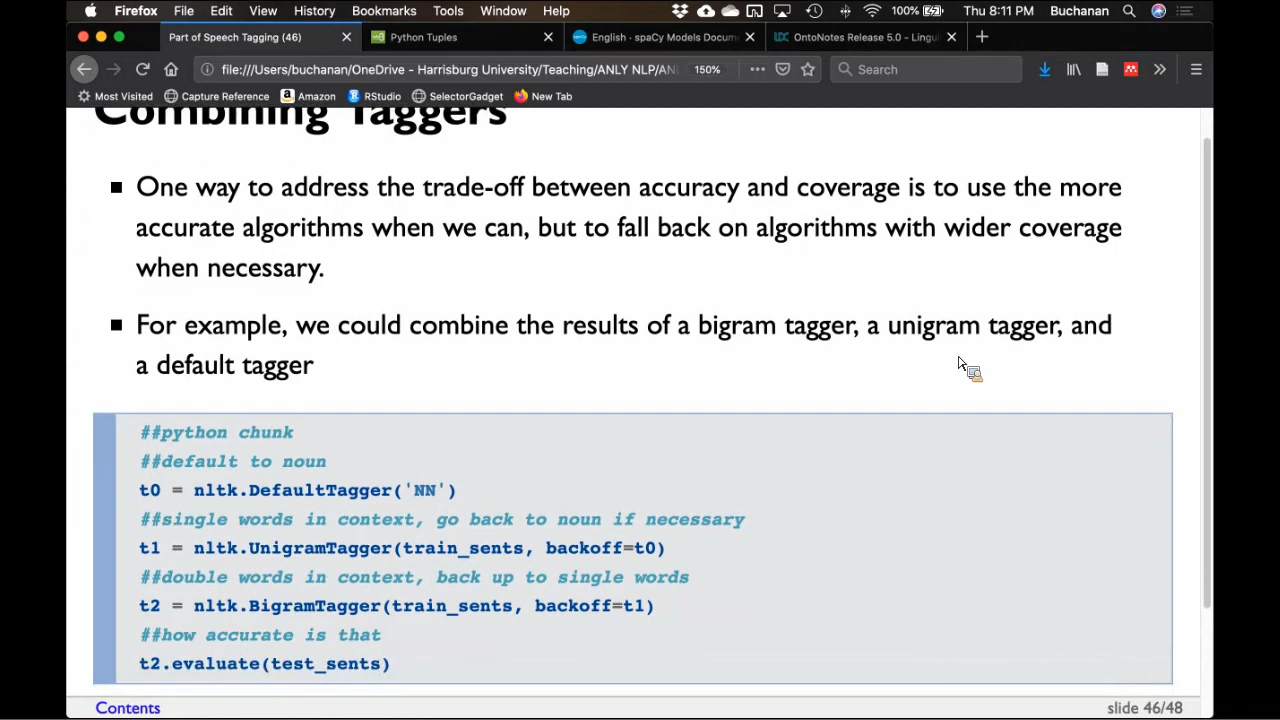 Firefox File Edit View History Bookmarks Tools Window Help 100% Thu 8:11 PM Buchanan
Part of Speech Tagging (46) Python Tuples English · spaCy Models Docum OntoNotes Release 5.0 - Lingui
file:///Users/buchanan/OneDrive - Harrisburg University/Teaching/ANLY NLP/AN 150% Search
Most Visited Capture Reference Amazon RStudio SelectorGadget New Tab
Combining Taggers
One way to address the trade-off between accuracy and coverage is to use the more
accurate algorithms when we can, but to fall back on algorithms with wider coverage
when necessary.
For example, we could combine the results of a bigram tagger, a unigram tagger, and
a default tagger
##python chunk
##default to noun
t0 = nltk.DefaultTagger('NN')
##single words in context, go back to noun if necessary
t1 = nltk.UnigramTagger(train_sents, backoff=t0)
##double words in context, back up to single words
t2 = nltk.BigramTagger(train_sents, backoff=t1)
##how accurate is that
t2.evaluate(test_sents)
Contents slide 46/48